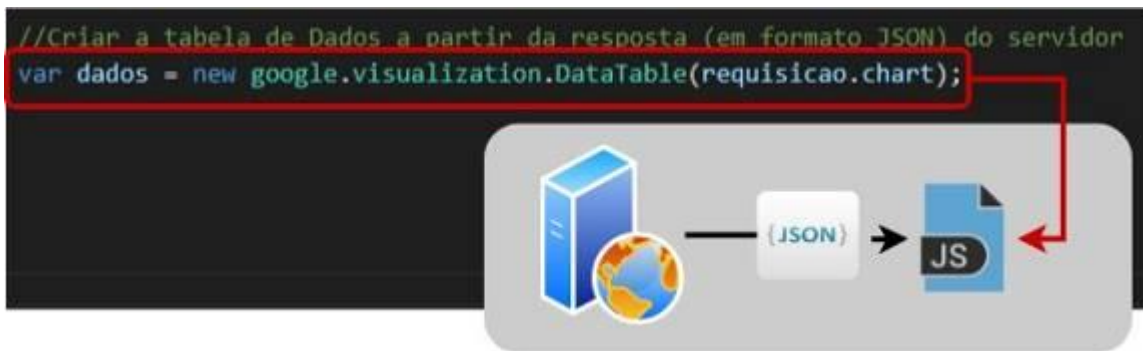 //Criar a tabela de Dados a partir da resposta (em formato JSON) do servidor
var dados = new google.visualization.DataTable(requisicao.chart);
{JSON}
JS